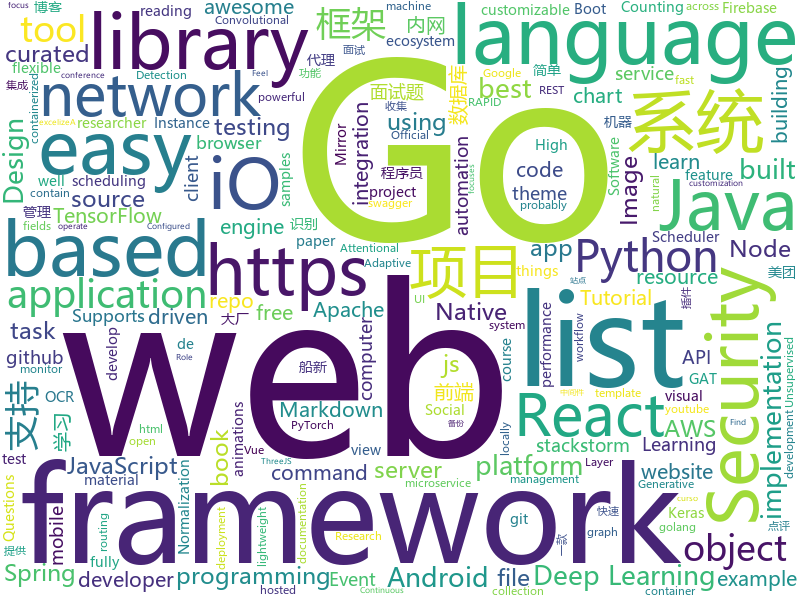 focus 博客 Convolutional reading awesome
集成 curated Detection powerful
library
tool
Mirror
Go
框架 内网 代理 功能 面试
customizable Boot Counting Firebase across
flexible ecosystem machine
language
简单 REST
service Google fast
数据库 RAPID
面试题 收集 Official
best chart
High building
Design
containerized
researcher Instance
network
testing browser
integration
using
程序员 project swagger
automation
client
code theme
Image
系统
机器
Software
learn feature built
contain
well scheduling
easy
source samples
iO
TensorFlow
conference Feel excelizeA
管理 fields operate Configured
engine 识别
项目
Java
natural customization focuses
probably
based
https
computer
paper Attentional Adaptive
app
Python
Node
Scheduler
美团
application
repo
Supports driven
free
Apache
Native
Tutorial things
resource UI
插件 站点
web
list
Security
task github
支持
develop monitor
de 大厂 船新
Markdown
js
前端 Social 备份
performance
visual
API
GAT
workflow
implementation
Unsupervised
development
OCR
学习
JavaScript
PyTorch
course
React
AWS
stackstorm
youtube
animations
html Vue
open
test
book
command
server
view system
platform
Learning
template Find
locally
Role 中间件
website
Keras graph
hosted
Questions
material
framework
Layer
golang
点评
microservice
management
object
Spring
mobile
fully
Normalization
deployment
lightweight
ThreeJS
documentation
containers
Generative
curso
快速
routing
提供
developer
programming
git
Research Continuous
Event
Android
file
collection
一款
Deep Learning
example